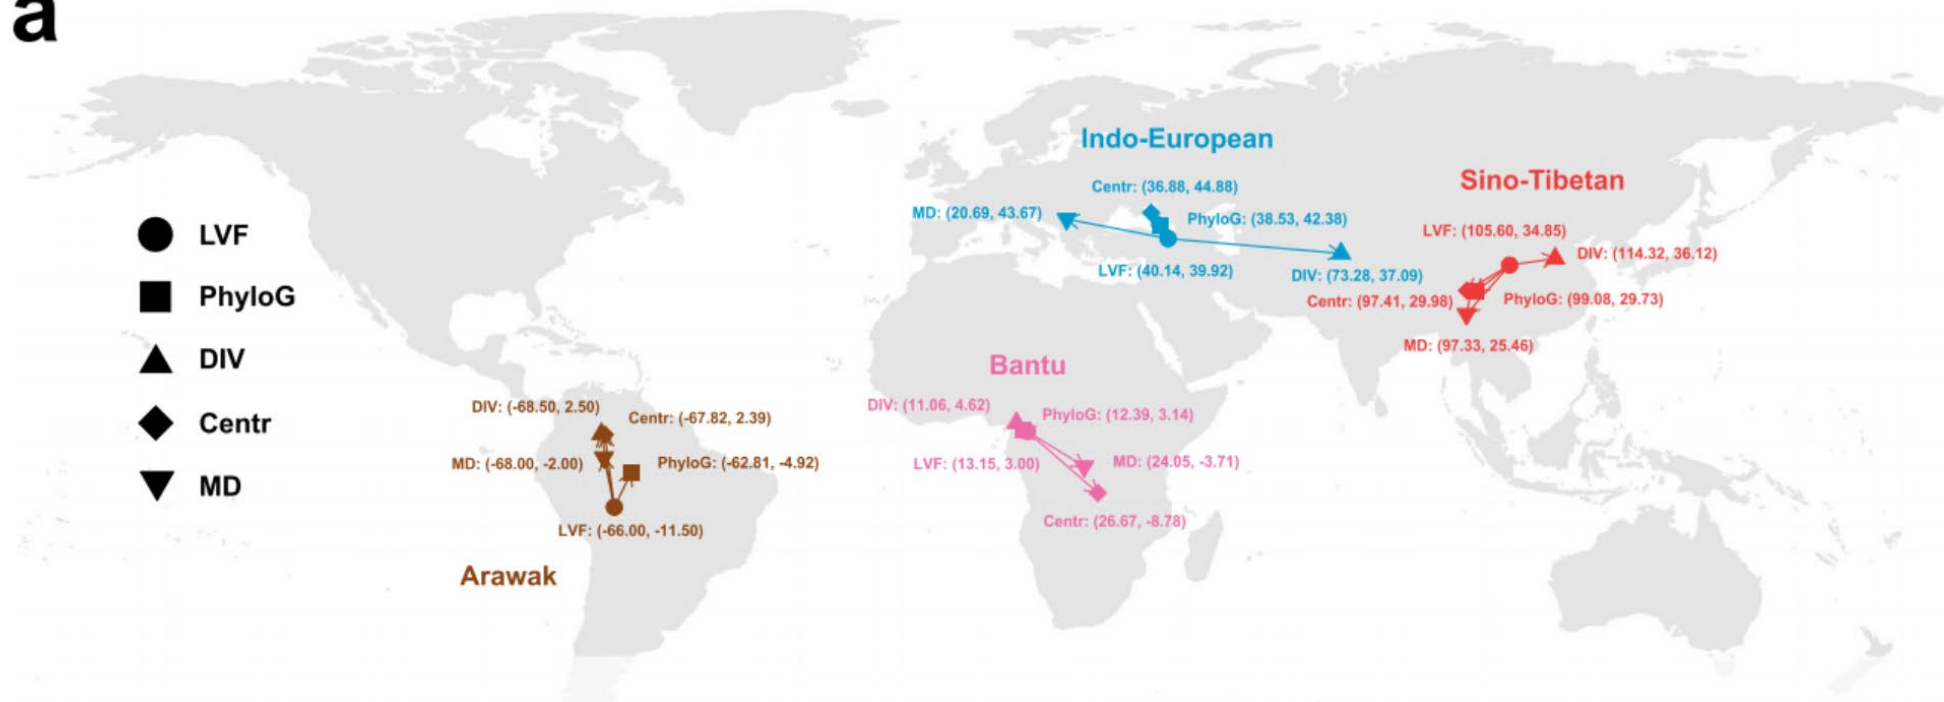 a
LVF
PhyloG
DIV
Centr
MD
Indo-European
Centr: (36.88, 44.88)
MD: (20.69, 43.67)
PhyloG: (38.53, 42.38)
LVF: (40.14, 39.92)
DIV: (73.28, 37.09)
Sino-Tibetan
LVF: (105.60, 34.85)
DIV: (114.32, 36.12)
Centr: (97.41, 29.98)
PhyloG: (99.08, 29.73)
MD: (97.33, 25.46)
Bantu
DIV: (11.06, 4.62)
PhyloG: (12.39, 3.14)
LVF: (13.15, 3.00)
MD: (24.05, -3.71)
Centr: (26.67, -8.78)
DIV: (-68.50, 2.50)
Centr: (-67.82, 2.39)
MD: (-68.00, -2.00)
PhyloG: (-62.81, -4.92)
LVF: (-66.00, -11.50)
Arawak